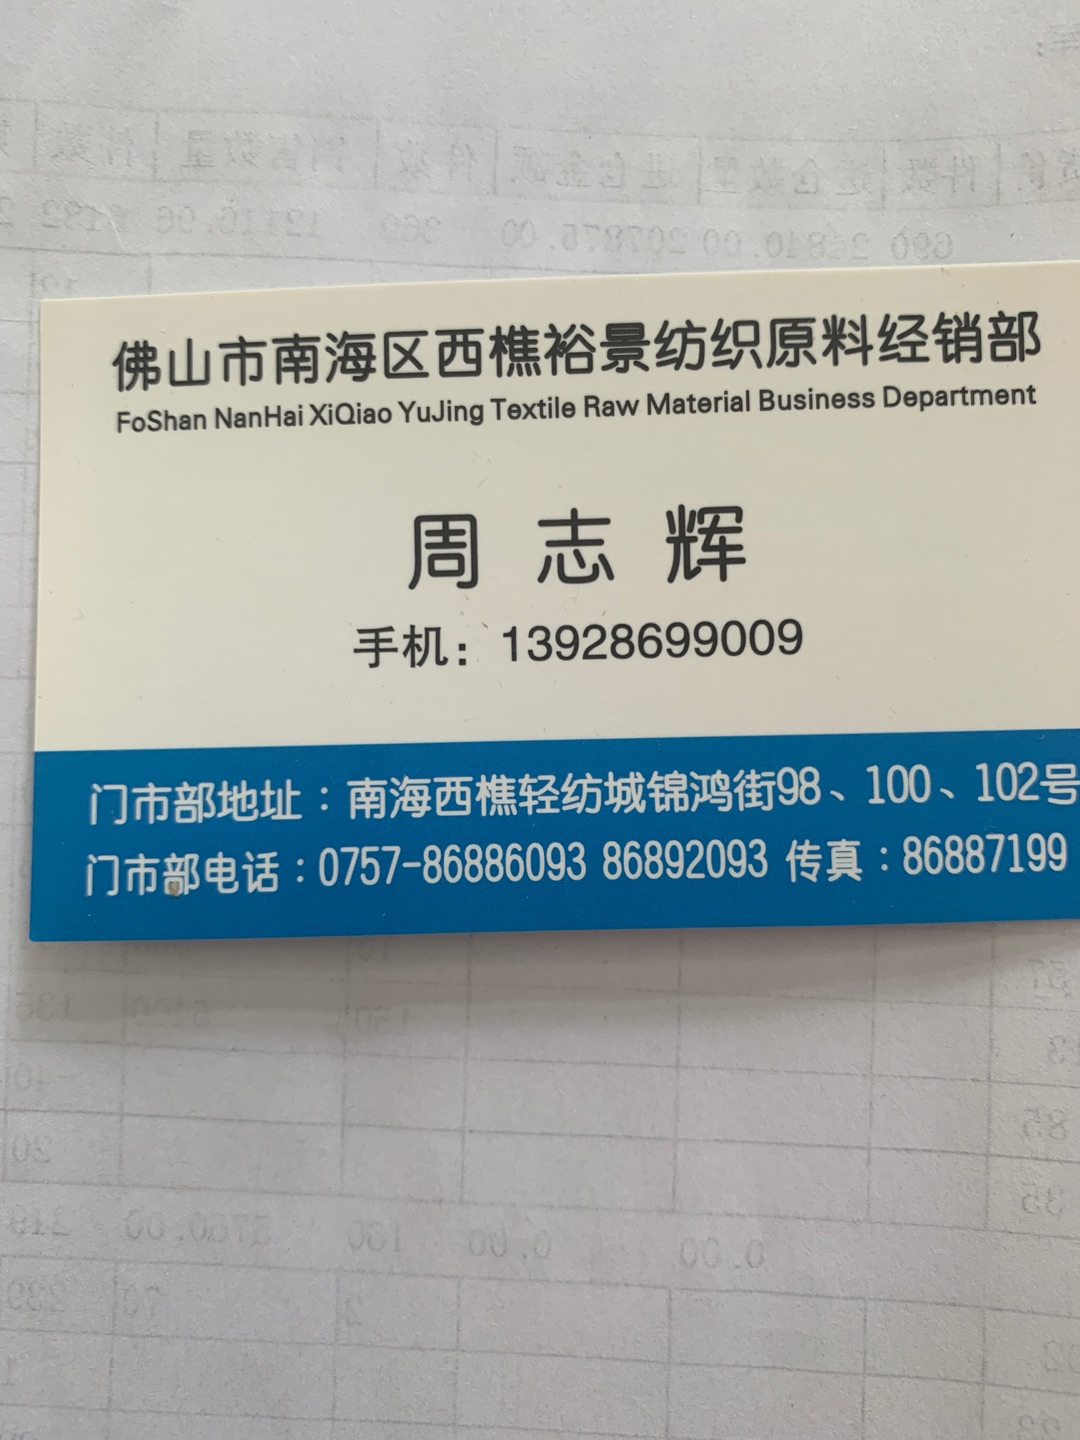 佛山市南海区西樵裕景纺织原料经销部
FoShan NanHai XiQiao YuJing Textile Raw Material Business Department
周志辉
手机：13928699009
门市部地址：南海西樵轻纺城锦鸿街98、100、102号
门市部电话：0757-86886093 86892093 传真：86887199